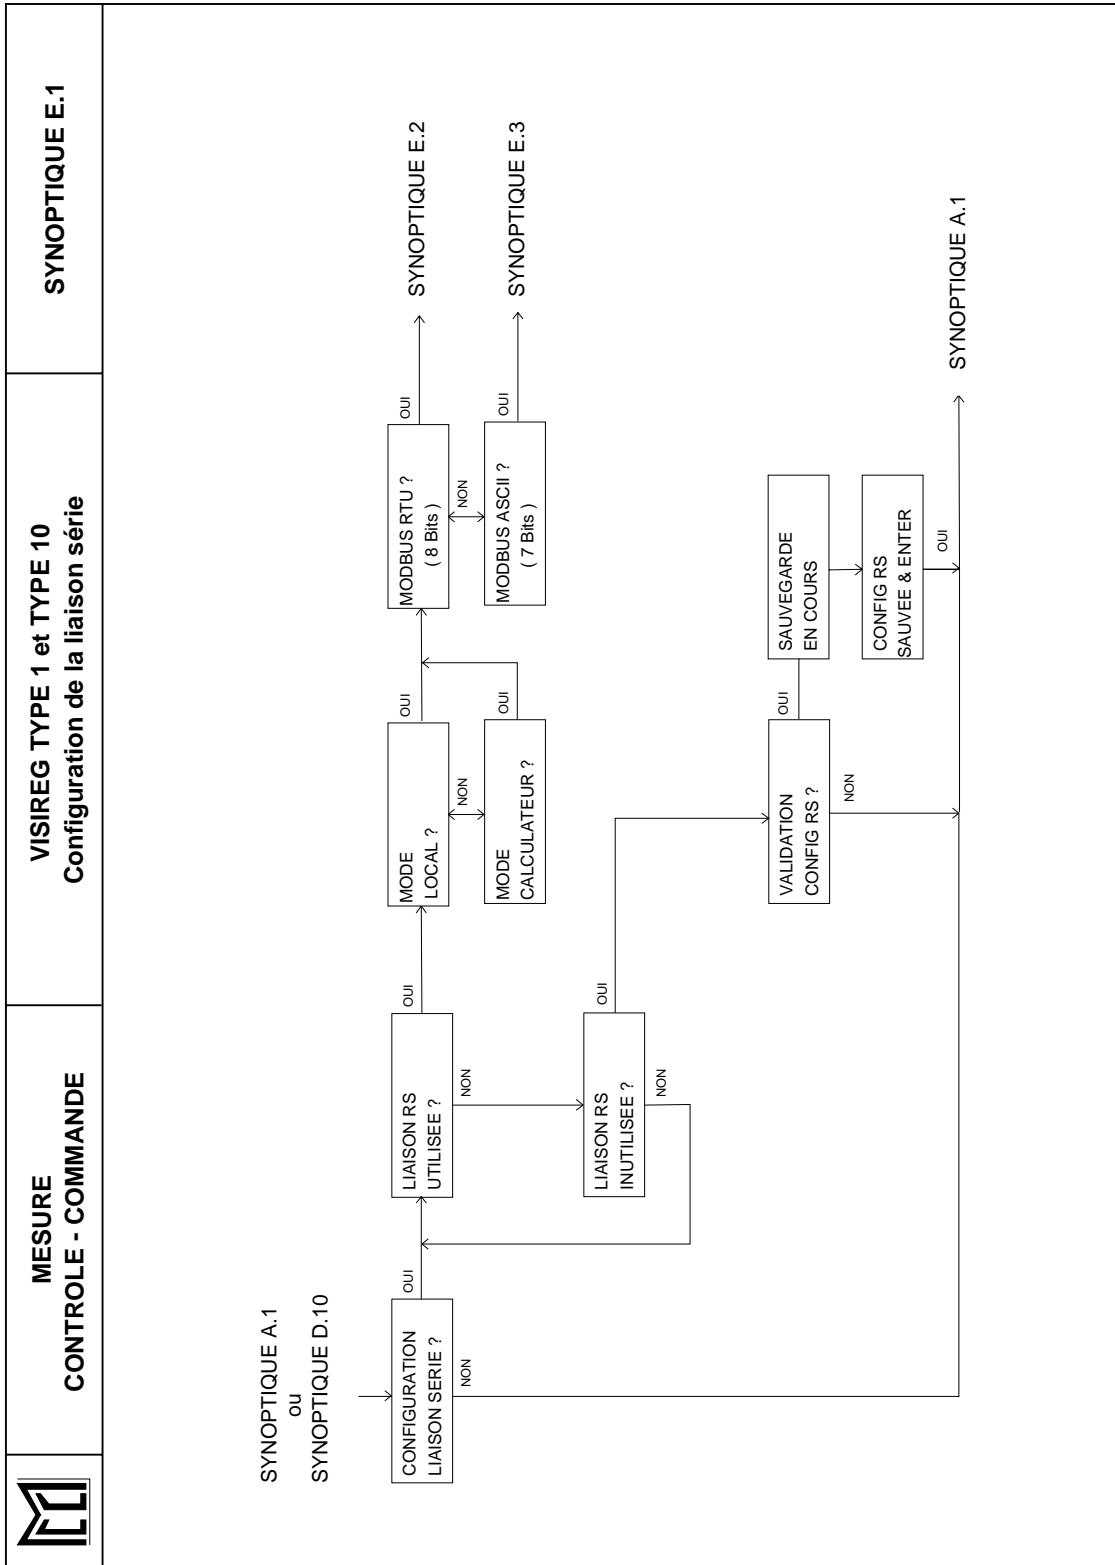 MESURE
CONTROLE - COMMANDE
VISIREG TYPE 1 et TYPE 10
Configuration de la liaison série
SYNOPTIQUE E.1
SYNOPTIQUE A.1
ou
SYNOPTIQUE D.10
CONFIGURATION
LIAISON SERIE ?
OUI
NON
LIAISON RS
UTILISEE ?
OUI
NON
MODE
LOCAL ?
OUI
NON
MODBUS RTU ?
( 8 Bits )
OUI
NON
SYNOPTIQUE E.2
MODE
CALCULATEUR ?
OUI
MODBUS ASCII ?
( 7 Bits )
OUI
SYNOPTIQUE E.3
LIAISON RS
INUTILISEE ?
OUI
NON
VALIDATION
CONFIG RS ?
OUI
NON
SAUVEGARDE
EN COURS
CONFIG RS
SAUVEE & ENTER
OUI
SYNOPTIQUE A.1